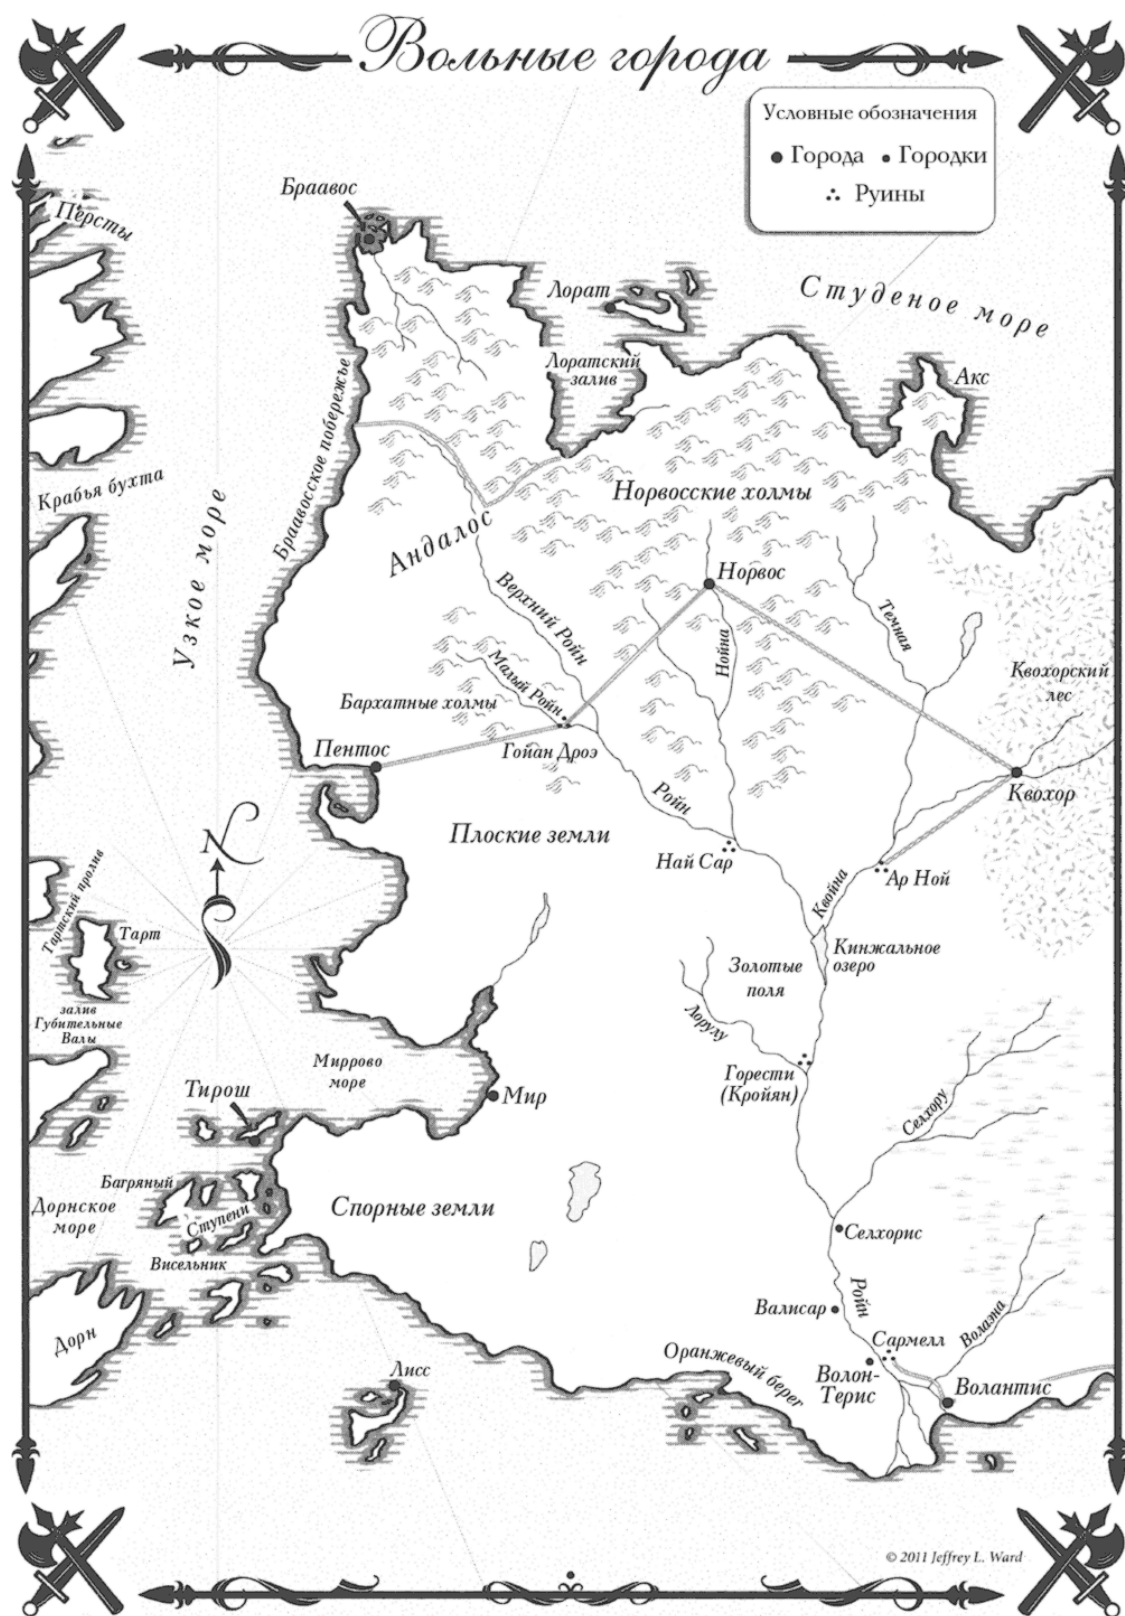 Вольные города
Условные обозначения
Города
Городки
Руины
Браавос
Персты
Лорат
Студеное море
Лоратский
залив
Акс
Браавосское побережье
Крабья бухта
Узкое море
Норвосские холмы
Андалос
Норвос
Верхний Ройн
Темная
Нойна
Малый Ройн
Квохорский
лес
Бархатные холмы
Пентос
Гойан Дроэ
Квохор
Ройн
Плоские земли
Най Сар
Ар Ной
Квойна
N
Тартский пролив
Тарт
Кинжальное
озеро
Золотые
поля
залив
Губительные
Валы
Лорулу
Миррово
море
Горести
(Кройян)
Тирош
Мир
Селхору
Багряный
Дорнское
море
Ступени
Спорные земли
Селхорис
Висельник
Ройн
Валисар
Волаэна
Дорн
Сармелл
Оранжевый берег
Лисс
Волон-
Терис
Волантис
© 2011 Jeffrey L. Ward